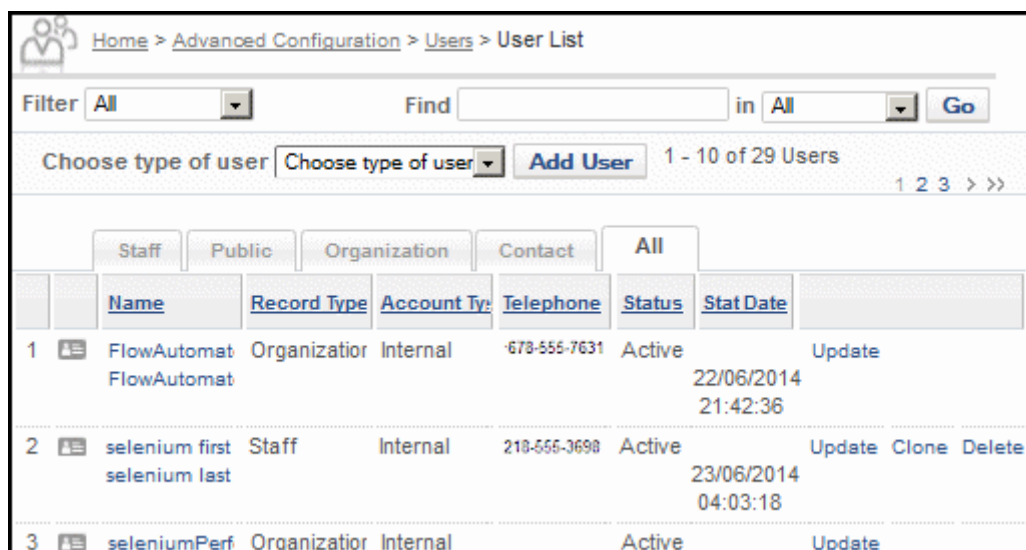 Home > Advanced Configuration > Users > User List
Filter All Find in All Go
Choose type of user Choose type of user Add User 1 - 10 of 29 Users
1 2 3 > >>
Staff Public Organization Contact All
Name Record Type Account Ty Telephone Status Stat Date
1 FlowAutomat Organization Internal 678-555-7631 Active Update
FlowAutomat 22/06/2014
21:42:36
2 selenium first Staff Internal 218-555-3698 Active Update Clone Delete
selenium last 23/06/2014
04:03:18
3 seleniumPerf Organization Internal Active Update